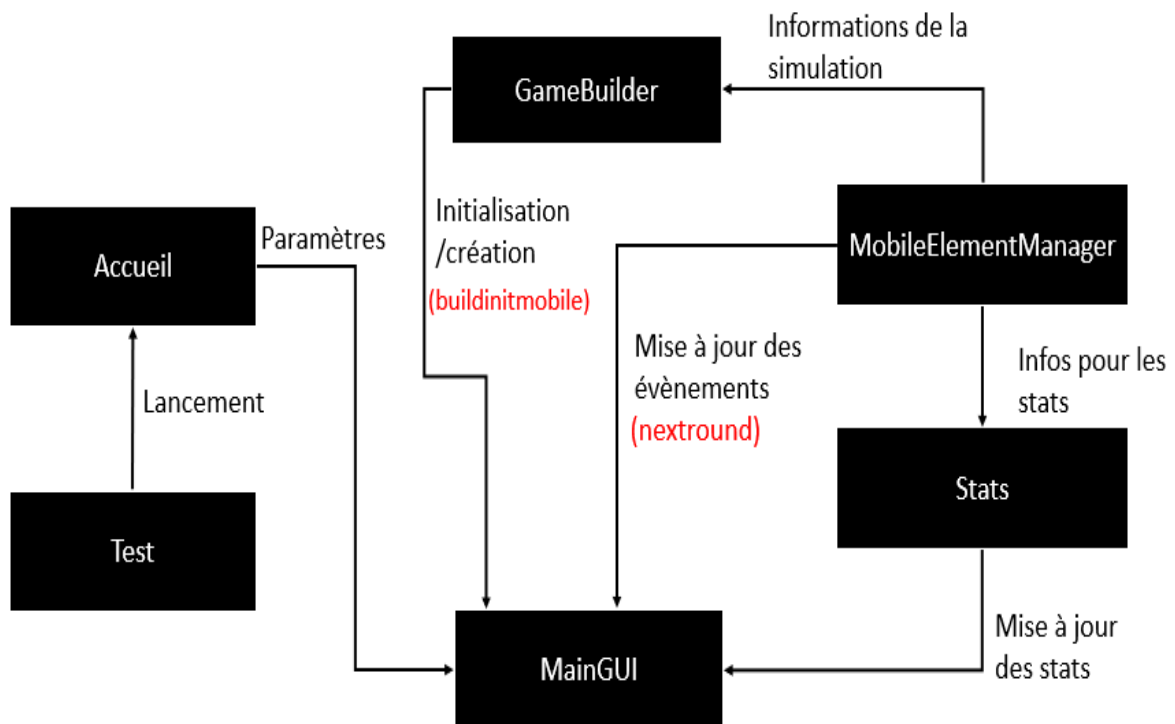 Informations de la
simulation
GameBuilder
Initialisation
/création
(buildinitmobile)
MobileElementManager
Accueil
Paramètres
Mise à jour des
évènements
(nextround)
Infos pour les
stats
Lancement
Stats
Test
MainGUI
Mise à jour
des stats